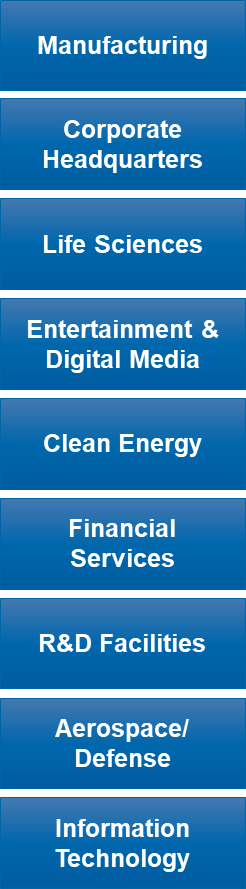 Manufacturing
Corporate
Headquarters
Life Sciences
Entertainment &
Digital Media
Clean Energy
Financial
Services
R&D Facilities
Aerospace/
Defense
Information
Technology